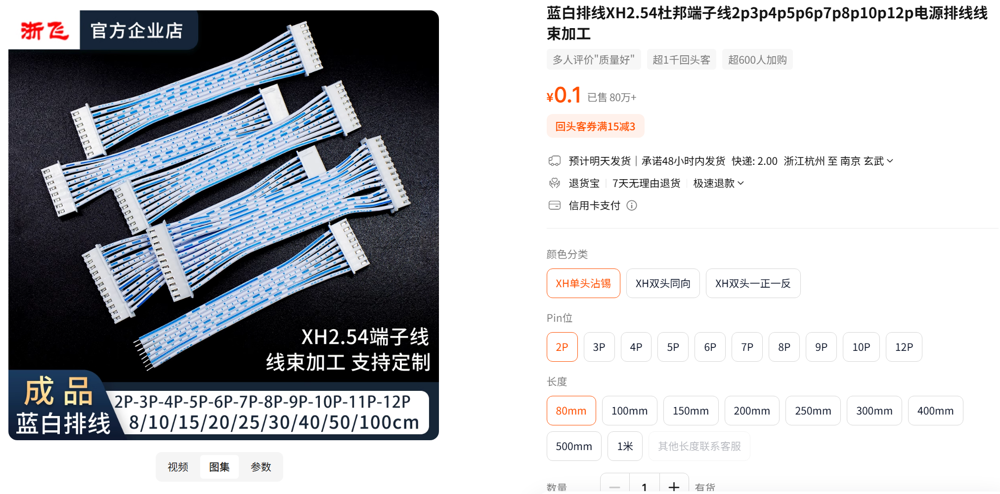 浙飞 官方企业店
XH2.54端子线
线束加工 支持定制
成品
蓝白排线
2P-3P-4P-5P-6P-7P-8P-9P-10P-11P-12P
8/10/15/20/25/30/40/50/100cm
视频 图集 参数
蓝白排线XH2.54杜邦端子线2p3p4p5p6p7p8p10p12p电源排线线
束加工
多人评价"质量好" 超1千回头客 超600人加购
¥0.1 已售 80万+
回头客券满15减3
预计明天发货 | 承诺48小时内发货 快递: 2.00 浙江杭州 至 南京 玄武
退货宝 7天无理由退货 极速退款
信用卡支付
颜色分类
XH单头沾锡 XH双头同向 XH双头一正一反
Pin位
2P 3P 4P 5P 6P 7P 8P 9P 10P 12P
长度
80mm 100mm 150mm 200mm 250mm 300mm 400mm
500mm 1米 其他长度联系客服
数量 1 有货